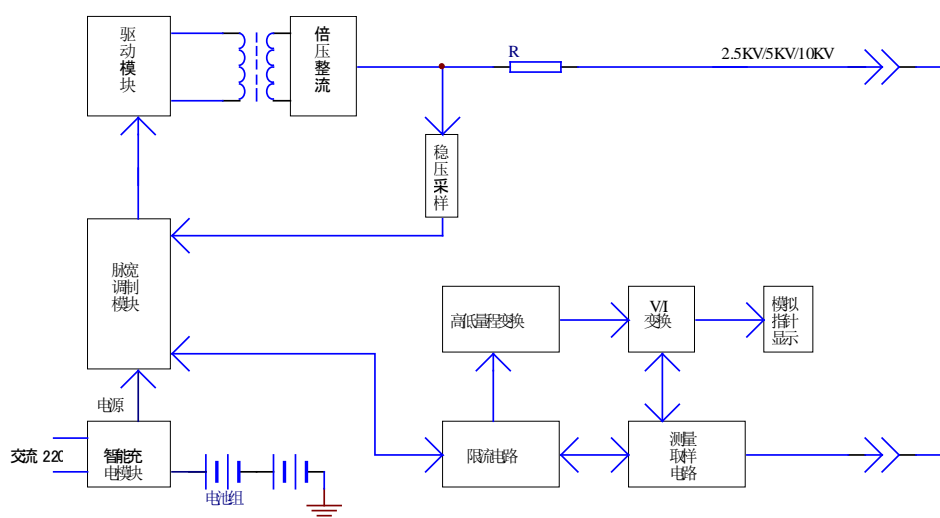 驱
动
模块
倍
压整
流
R
2.5KV/5KV/10KV
稳
压
采
样
脉宽
调制
模块
高低量程变换
V/I
变换
模拟
指针
显示
电源
交流 220
智能充
电模块
电池组
限流电路
测量
取样
电路